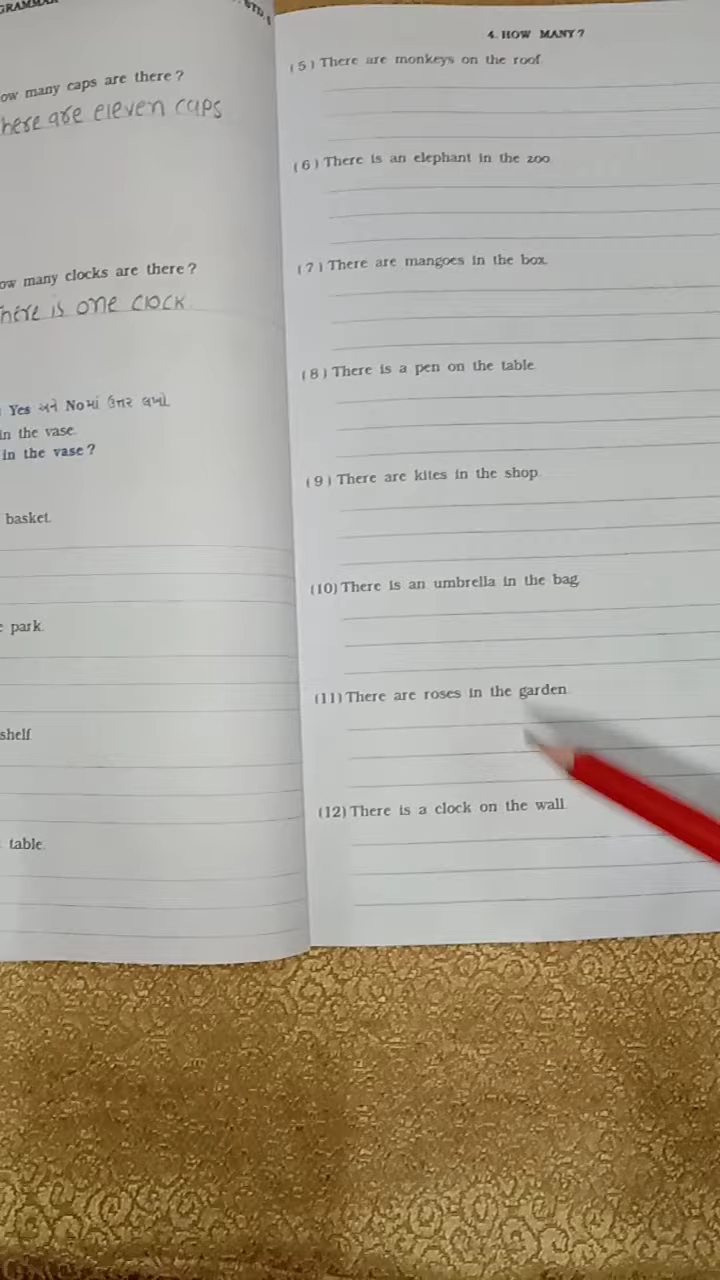 GRAMMAR
STD.
ow many caps are there?
here are eleven caps
ow many clocks are there?
here is one clock
Yes અને Noમાં ઉત્તર લખો
in the vase.
in the vase?
basket.
park.
shelf
table.
4. HOW MANY?
(5) There are monkeys on the roof.
(6) There is an elephant in the zoo
(7) There are mangoes in the box.
(8) There is a pen on the table
(9) There are kites in the shop
(10) There is an umbrella in the bag.
(11) There are roses in the garden
(12) There is a clock on the wall